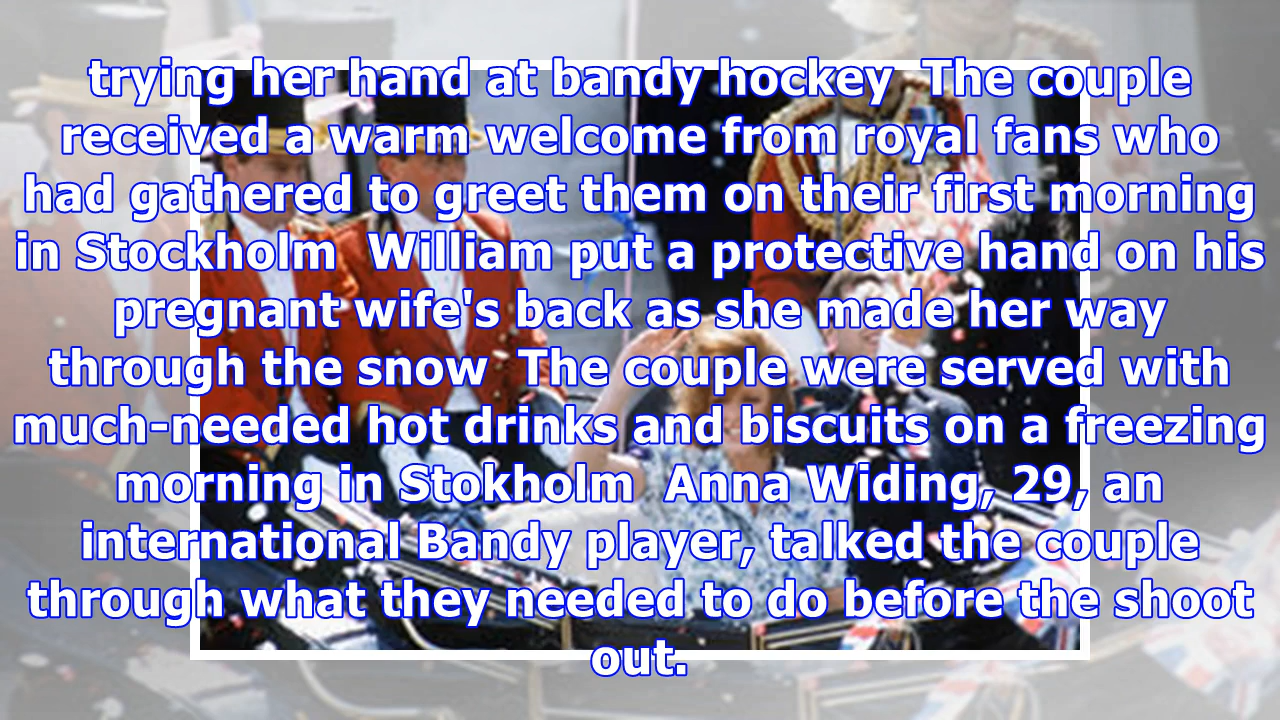 trying her hand at bandy hockey  The couple
received a warm welcome from royal fans who
had gathered to greet them on their first morning
in Stockholm  William put a protective hand on his
pregnant wife's back as she made her way
through the snow  The couple were served with
much-needed hot drinks and biscuits on a freezing
morning in Stokholm  Anna Widing, 29, an
international Bandy player, talked the couple
through what they needed to do before the shoot
out.